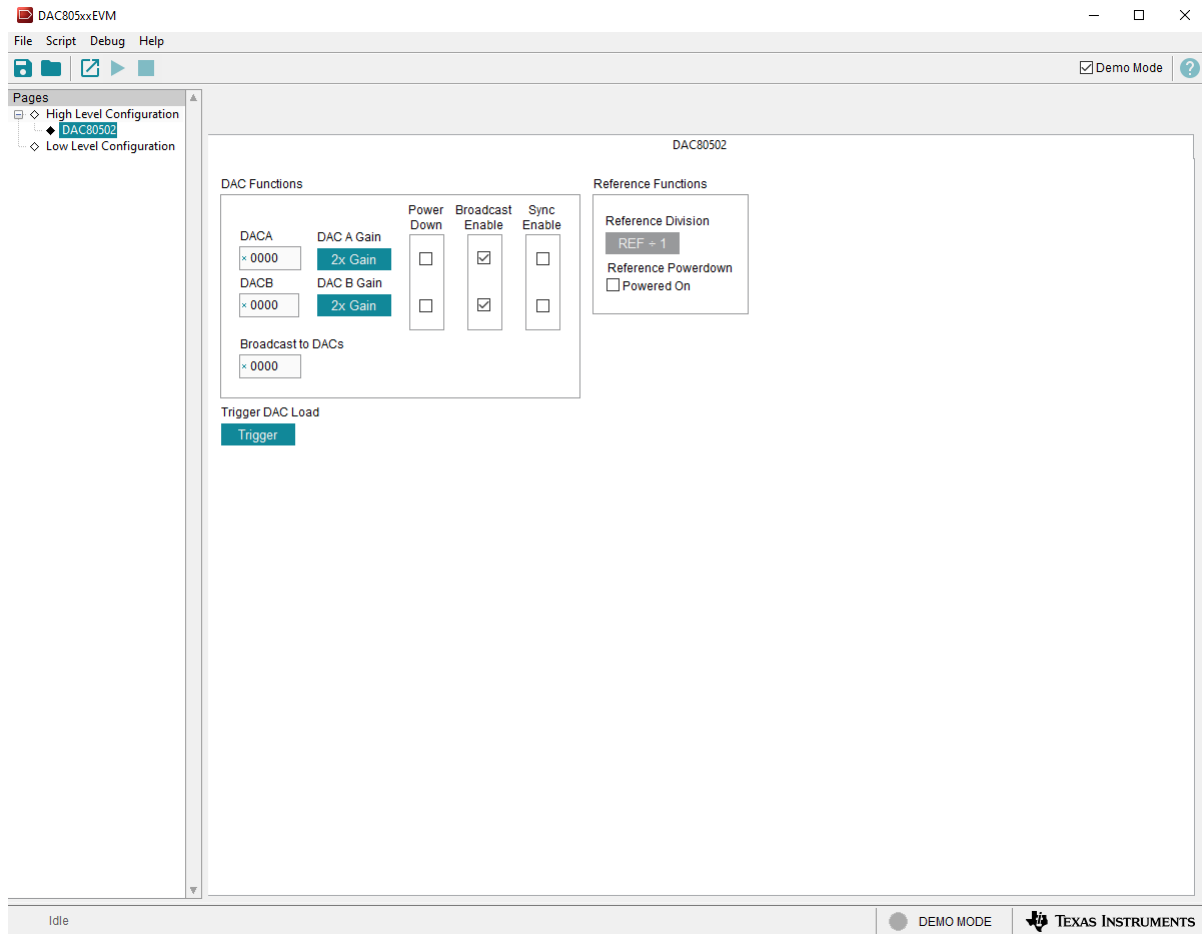 DAC805xxEVM
File Script Debug Help
Demo Mode ?
Pages
High Level Configuration
DAC80502
Low Level Configuration
DAC80502
DAC Functions
Power Down Broadcast Enable Sync Enable
DACA DAC A Gain
× 0000 2x Gain
DACB DAC B Gain
× 0000 2x Gain
Broadcast to DACs
× 0000
Trigger DAC Load
Trigger
Reference Functions
Reference Division
REF ÷ 1
Reference Powerdown
Powered On
Idle DEMO MODE TEXAS INSTRUMENTS